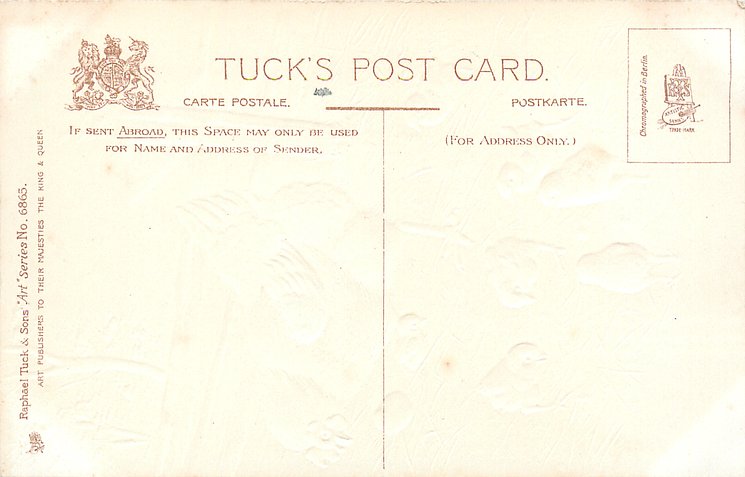 TUCK'S POST CARD.
CARTE POSTALE.
POSTKARTE.
IF SENT ABROAD, THIS SPACE MAY ONLY BE USED
FOR NAME AND ADDRESS OF SENDER.
(FOR ADDRESS ONLY.)
Chromographed in Berlin.
TRADE MARK
Raphael Tuck & Sons' "Art" Series No. 6865.
ART PUBLISHERS TO THEIR MAJESTIES THE KING & QUEEN